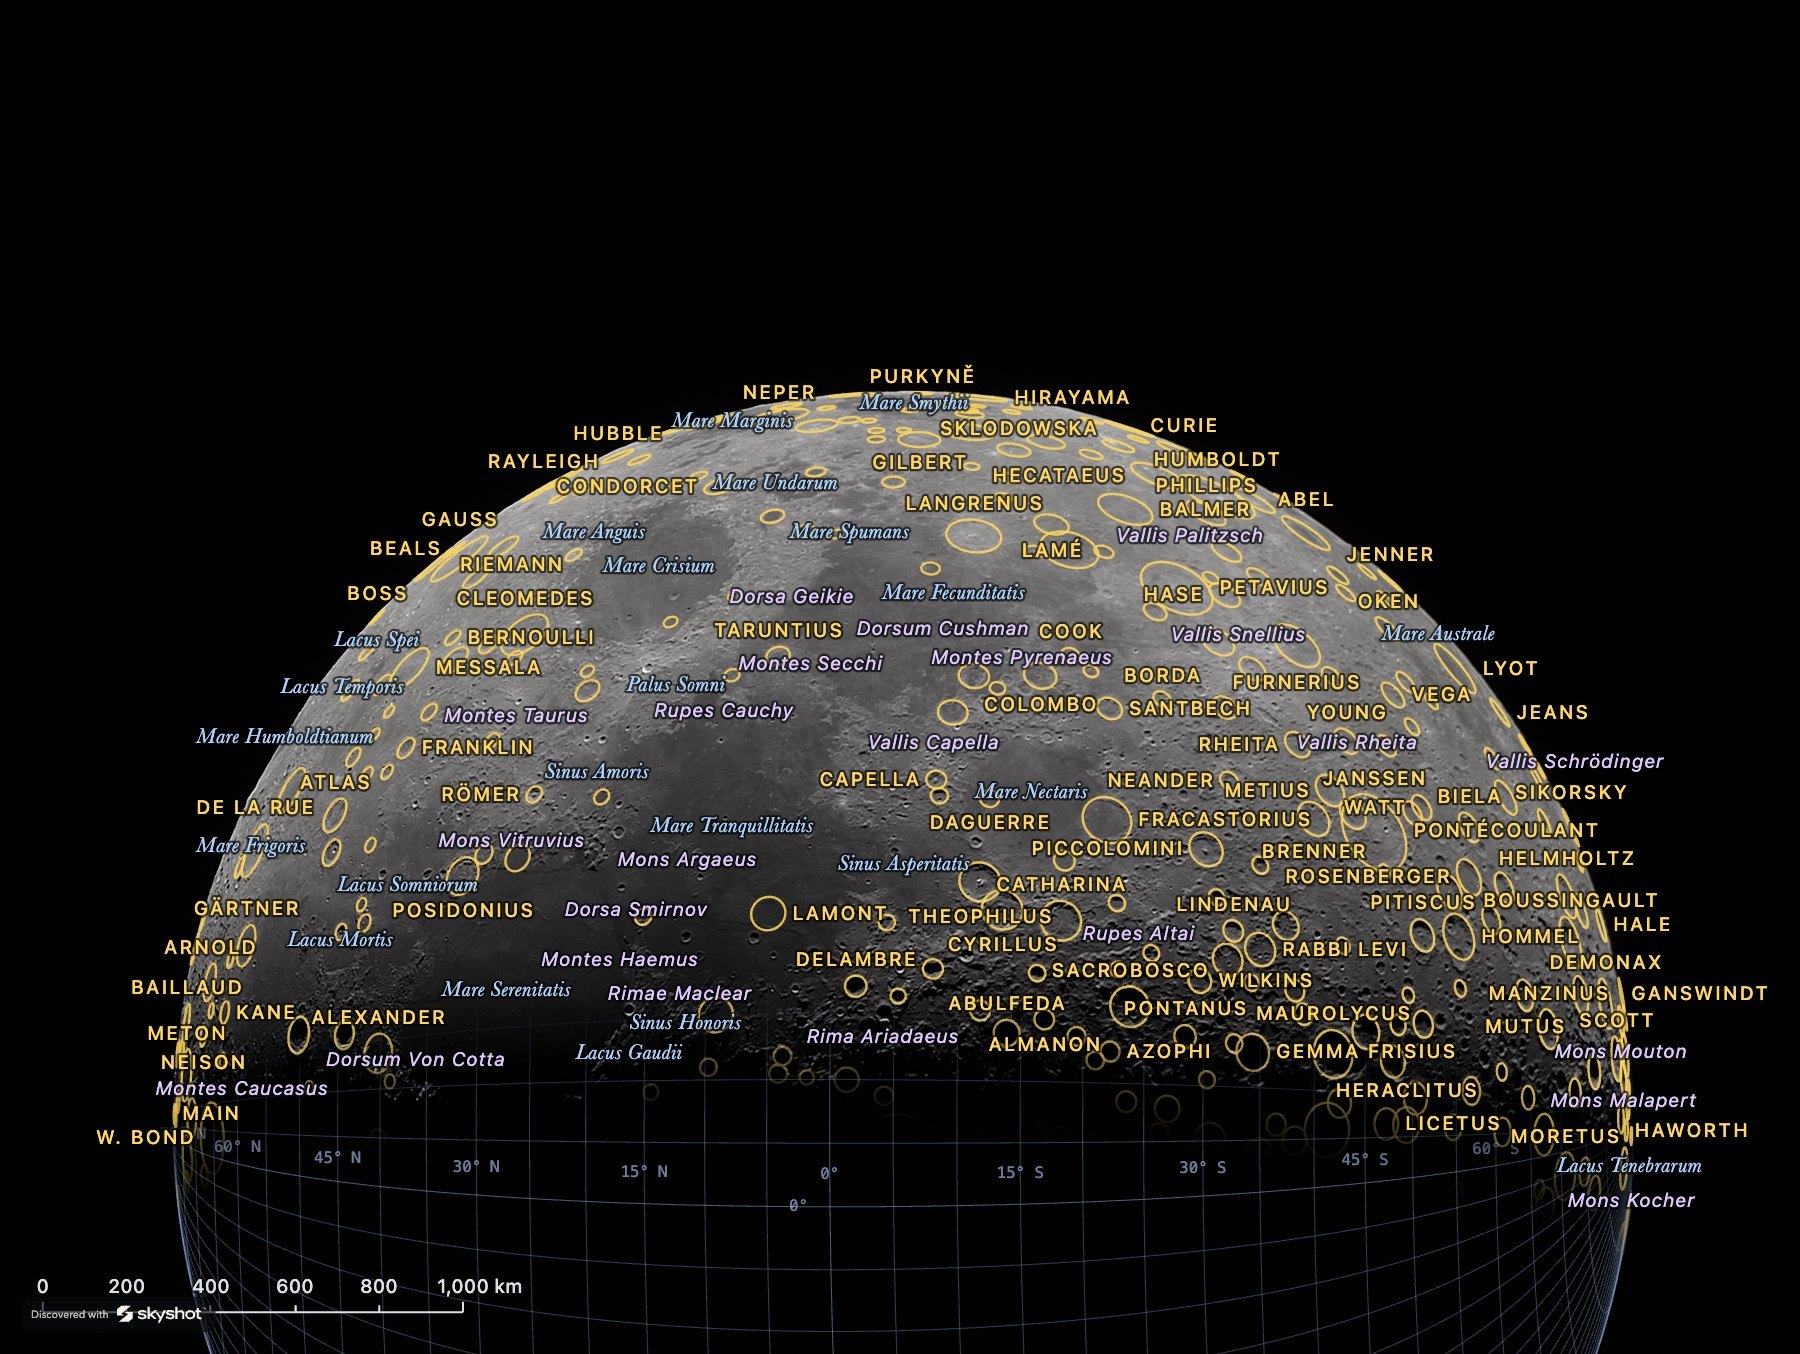 PURKYNĚ
NEPER
HIRAYAMA
Mare Smythii
Mare Marginis
SKLODOWSKA
CURIE
HUBBLE
RAYLEIGH
GILBERT
HUMBOLDT
HECATAEUS
CONDORCET
Mare Undarum
PHILLIPS
LANGRENUS
ABEL
BALMER
GAUSS
Mare Anguis
Mare Spumans
Vallis Palitzsch
BEALS
LAMÉ
JENNER
RIEMANN
Mare Crisium
BOSS
CLEOMEDES
Dorsa Geikie
Mare Fecunditatis
HASE
PETAVIUS
OKEN
Lacus Spei
BERNOULLI
TARUNTIUS
Dorsum Cushman
COOK
Vallis Snellius
Mare Australe
MESSALA
Montes Secchi
Montes Pyrenaeus
LYOT
Lacus Temporis
Palus Somni
BORDA
FURNERIUS
VEGA
Montes Taurus
Rupes Cauchy
COLOMBO
SANTBECH
YOUNG
JEANS
Mare Humboldtianum
FRANKLIN
Vallis Capella
RHEITA
Vallis Rheita
Vallis Schrödinger
ATLAS
Sinus Amoris
CAPELLA
NEANDER
JANSSEN
DE LA RUE
RÖMER
Mare Nectaris
METIUS
WATT
BIELA
SIKORSKY
Mare Frigoris
Mons Vitruvius
Mare Tranquillitatis
DAGUERRE
FRACASTORIUS
PONTÉCOULANT
Mons Argaeus
Sinus Asperitatis
PICCOLOMINI
BRENNER
HELMHOLTZ
Lacus Somniorum
CATHARINA
ROSENBERGER
GÄRTNER
POSIDONIUS
Dorsa Smirnov
LAMONT
THEOPHILUS
LINDENAU
PITISCUS
BOUSSINGAULT
ARNOLD
Lacus Mortis
CYRILLUS
Rupes Altai
RABBI LEVI
HOMMEL
HALE
Montes Haemus
DELAMBRE
SACROBOSCO
WILKINS
DEMONAX
BAILLAUD
Mare Serenitatis
Rimae Maclear
ABULFEDA
PONTANUS
MAUROLYCUS
MANZINUS
GANSWINDT
KANE
ALEXANDER
Sinus Honoris
MUTUS
SCOTT
METON
Rima Ariadaeus
ALMANON
AZOPHI
GEMMA FRISIUS
Mons Mouton
NEISON
Dorsum Von Cotta
Lacus Gaudii
Montes Caucasus
HERACLITUS
Mons Malapert
MAIN
LICETUS
W. BOND
MORETUS
HAWORTH
60° N
45° N
30° N
15° N
0°
15° S
30° S
45° S
60° S
Lacus Tenebrarum
0°
Mons Kocher
0 200 400 600 800 1,000 km
Discovered with skyshot